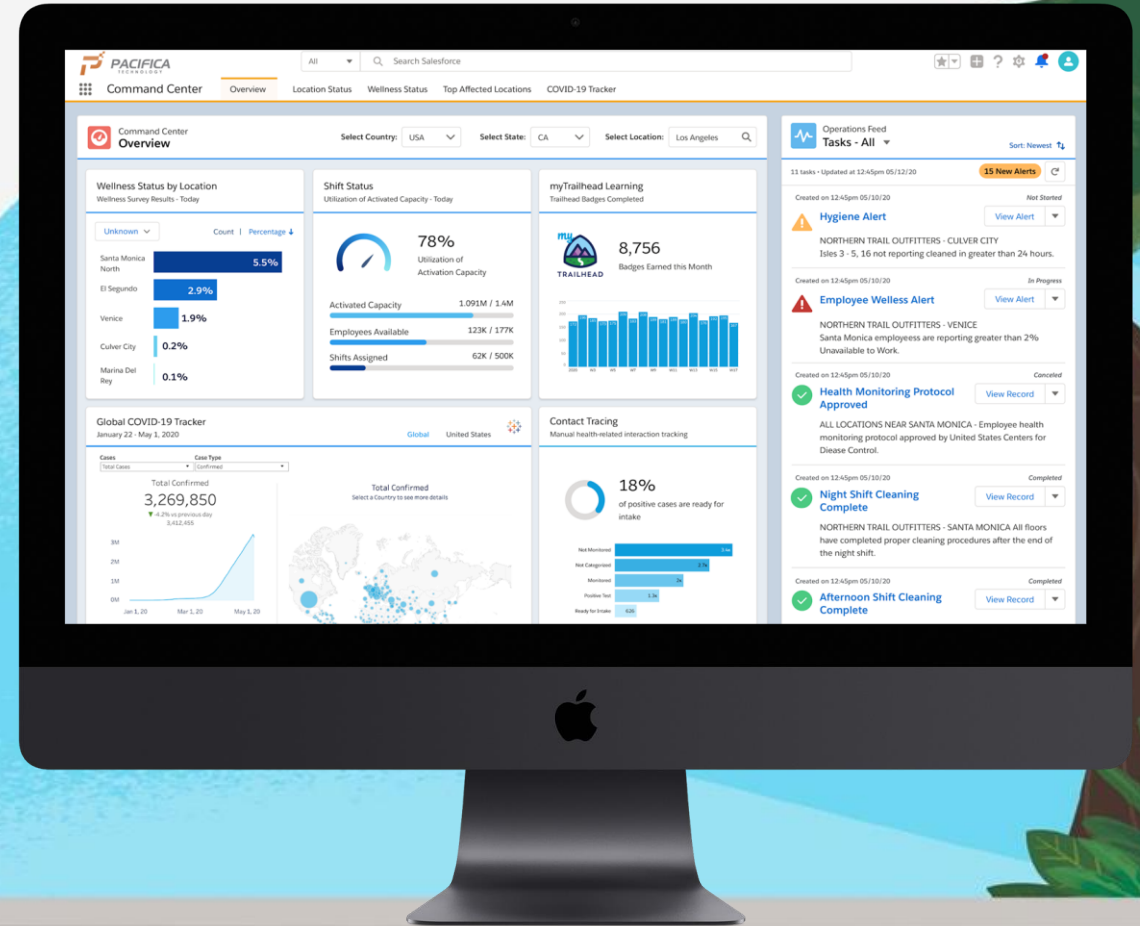 PACIFICA
TECHNOLOGY
All
Search Salesforce
Command Center
Overview
Location Status
Wellness Status
Top Affected Locations
COVID-19 Tracker
Command Center
Overview
Select Country:
USA
Select State:
CA
Select Location:
Los Angeles
Wellness Status by Location
Wellness Survey Results - Today
Unknown
Count | Percentage
Santa Monica
North
5.5%
El Segundo
2.9%
Venice
1.9%
Culver City
0.2%
Marina Del
Rey
0.1%
Shift Status
Utilization of Activated Capacity - Today
78%
Utilization of
Activation Capacity
Activated Capacity
1.091M / 1.4M
Employees Available
123K / 177K
Shifts Assigned
62K / 500K
myTrailhead Learning
Trailhead Badges Completed
my
TRAILHEAD
8,756
Badges Earned this Month
Global COVID-19 Tracker
January 22 - May 1, 2020
Global
United States
Cases
Total Cases
Case Type
Confirmed
Total Confirmed
3,269,850
-4.2% vs previous day
3,412,455
3M
2M
1M
0M
Jan 1, 20
Mar 1, 20
May 1, 20
Total Confirmed
Select a Country to see more details
Contact Tracing
Manual health-related interaction tracking
18%
of positive cases are ready for
intake
Not Monitored
Not Categorized
Monitored
Positive Test
Ready for Intake
Operations Feed
Tasks - All
Sort: Newest
11 tasks • Updated at 12:45pm 05/12/20
15 New Alerts
Created on 12:45pm 05/10/20
Not Started
Hygiene Alert
View Alert
NORTHERN TRAIL OUTFITTERS - CULVER CITY
Isles 3 - 5, 16 not reporting cleaned in greater than 24 hours.
Created on 12:45pm 05/10/20
In Progress
Employee Welless Alert
View Alert
NORTHERN TRAIL OUTFITTERS - VENICE
Santa Monica employeess are reporting greater than 2%
Unavailable to Work.
Created on 12:45pm 05/10/20
Canceled
Health Monitoring Protocol
Approved
View Record
ALL LOCATIONS NEAR SANTA MONICA - Employee health
monitoring protocol approved by United States Centers for
Diease Control.
Created on 12:45pm 05/10/20
Completed
Night Shift Cleaning
Complete
View Record
NORTHERN TRAIL OUTFITTERS - SANTA MONICA All floors
have completed proper cleaning procedures after the end of
the night shift.
Created on 12:45pm 05/10/20
Completed
Afternoon Shift Cleaning
Complete
View Record